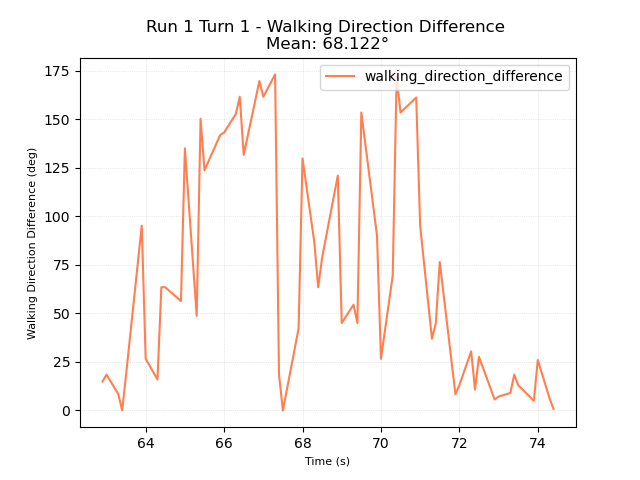 Run 1 Turn 1 - Walking Direction Difference
Mean: 68.122°
walking_direction_difference
Walking Direction Difference (deg)
175
150
125
100
75
50
25
0
64
66
68
70
72
74
Time (s)